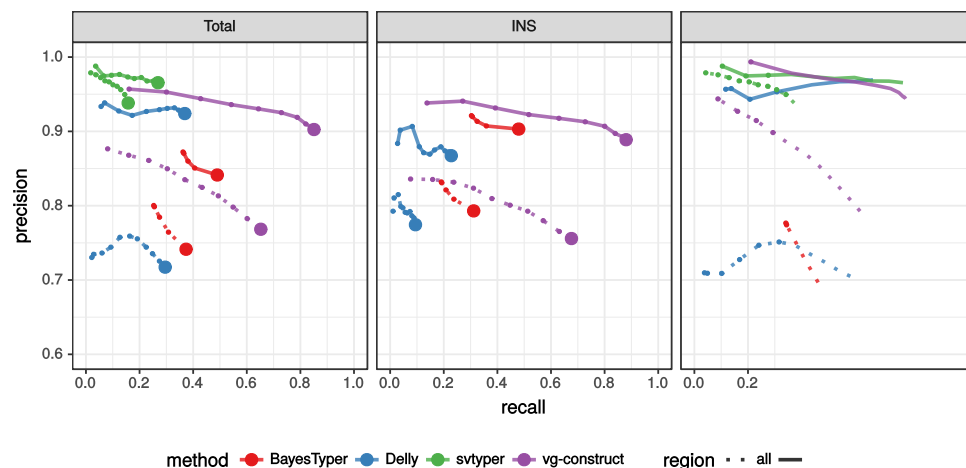 Total INS
1.0
0.9
0.8
0.7
0.6
precision
0.0 0.2 0.4 0.6 0.8 1.0 0.0 0.2 0.4 0.6 0.8 1.0 0.0 0.2
recall
method BayesTyper Delly svtyper vg-construct region all